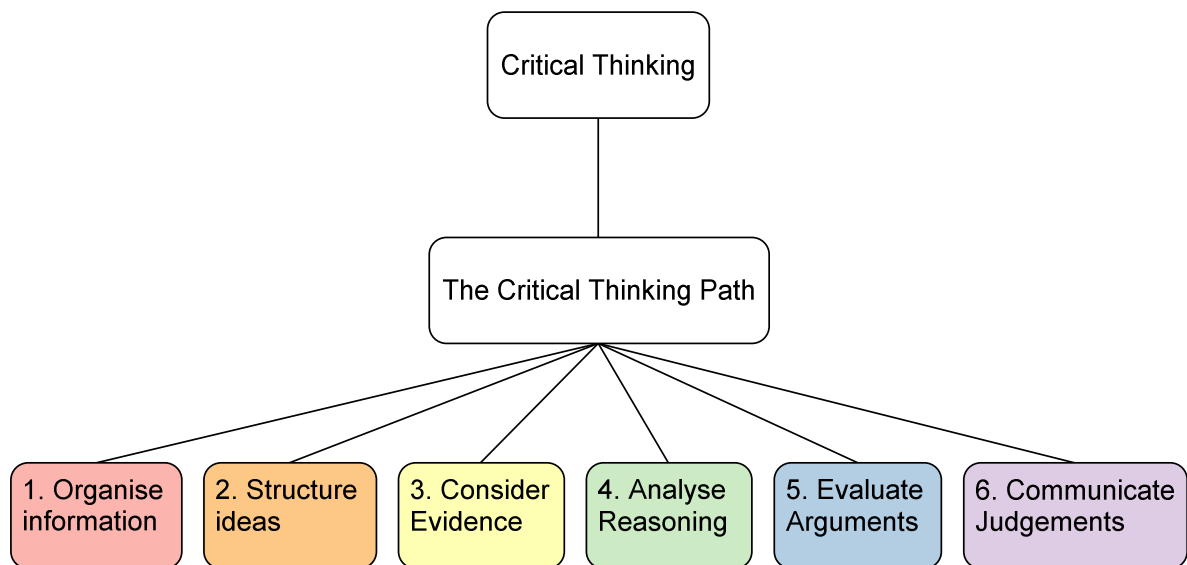 Critical Thinking
The Critical Thinking Path
1. Organise
information
2. Structure
ideas
3. Consider
Evidence
4. Analyse
Reasoning
5. Evaluate
Arguments
6. Communicate
Judgements